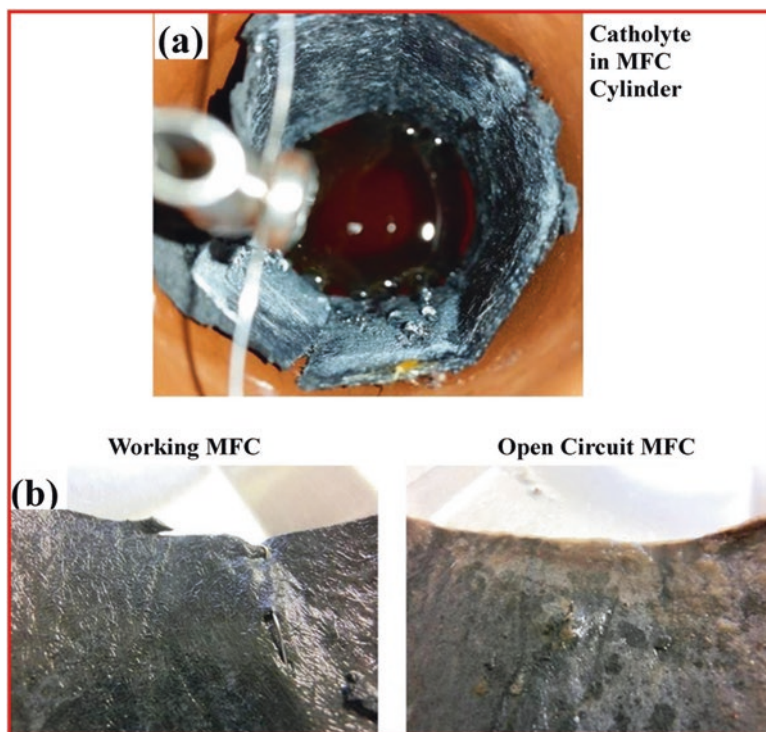 (a)
Catholyte
in MFC
Cylinder
Working MFC
Open Circuit MFC
(b)